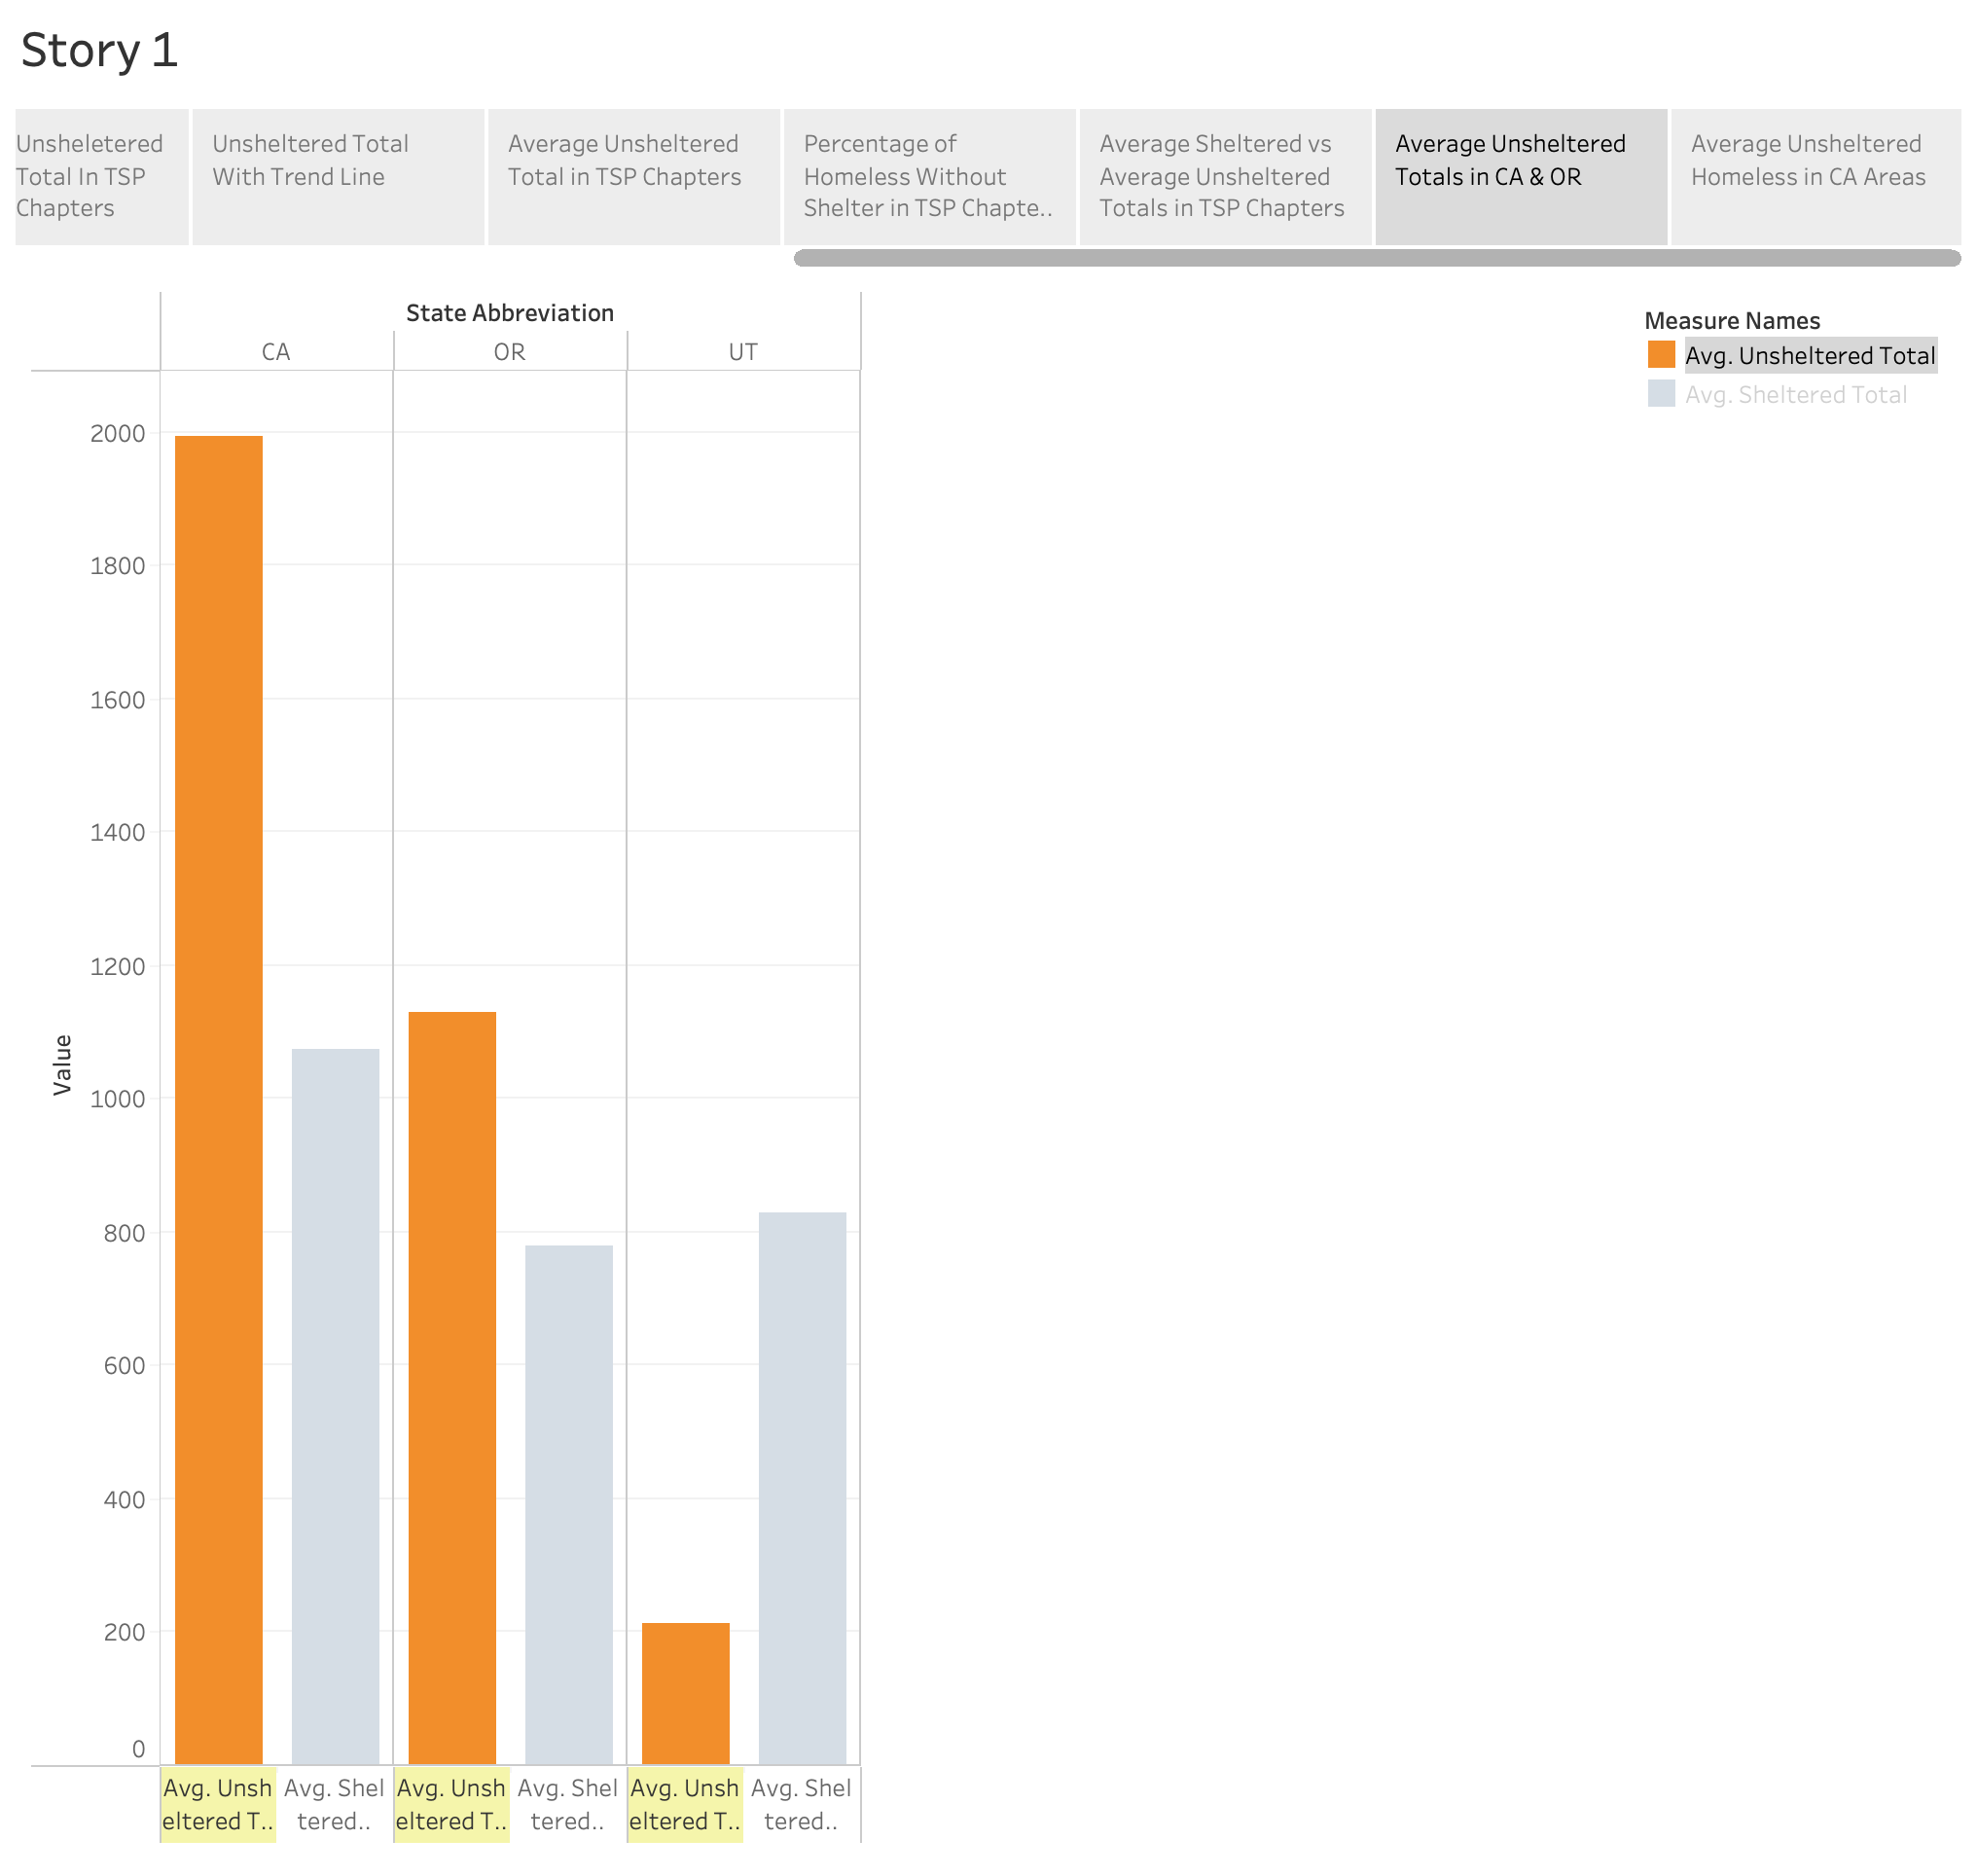 Story 1
Unsheletered
Total In TSP
Chapters
Unsheltered Total
With Trend Line
Average Unsheltered
Total in TSP Chapters
Percentage of
Homeless Without
Shelter in TSP Chapte..
Average Sheltered vs
Average Unsheltered
Totals in TSP Chapters
Average Unsheltered
Totals in CA & OR
Average Unsheltered
Homeless in CA Areas
State Abbreviation
CA
OR
UT
Measure Names
Avg. Unsheltered Total
Avg. Sheltered Total
2000
1800
1600
1400
1200
1000
800
600
400
200
0
Value
Avg. Unsh
eltered T..
Avg. Shel
tered..
Avg. Unsh
eltered T..
Avg. Shel
tered..
Avg. Unsh
eltered T..
Avg. Shel
tered..